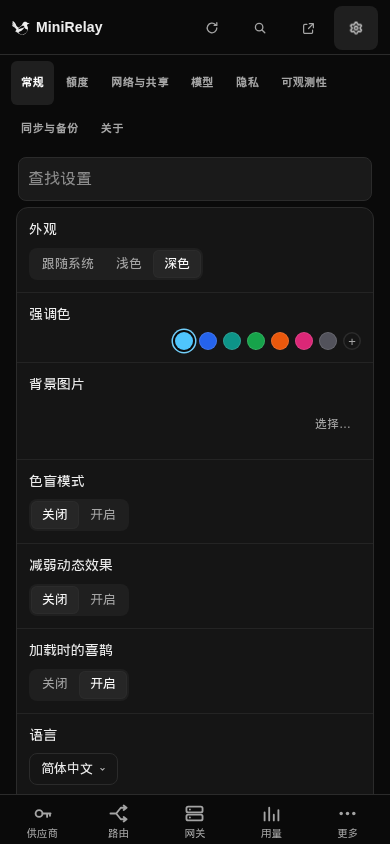 MiniRelay
常规 额度 网络与共享 模型 隐私 可观测性
同步与备份 关于
查找设置
外观
跟随系统 浅色 深色
强调色
+
背景图片
选择...
色盲模式
关闭 开启
减弱动态效果
关闭 开启
加载时的喜鹊
关闭 开启
语言
简体中文
供应商 路由 网关 用量 更多